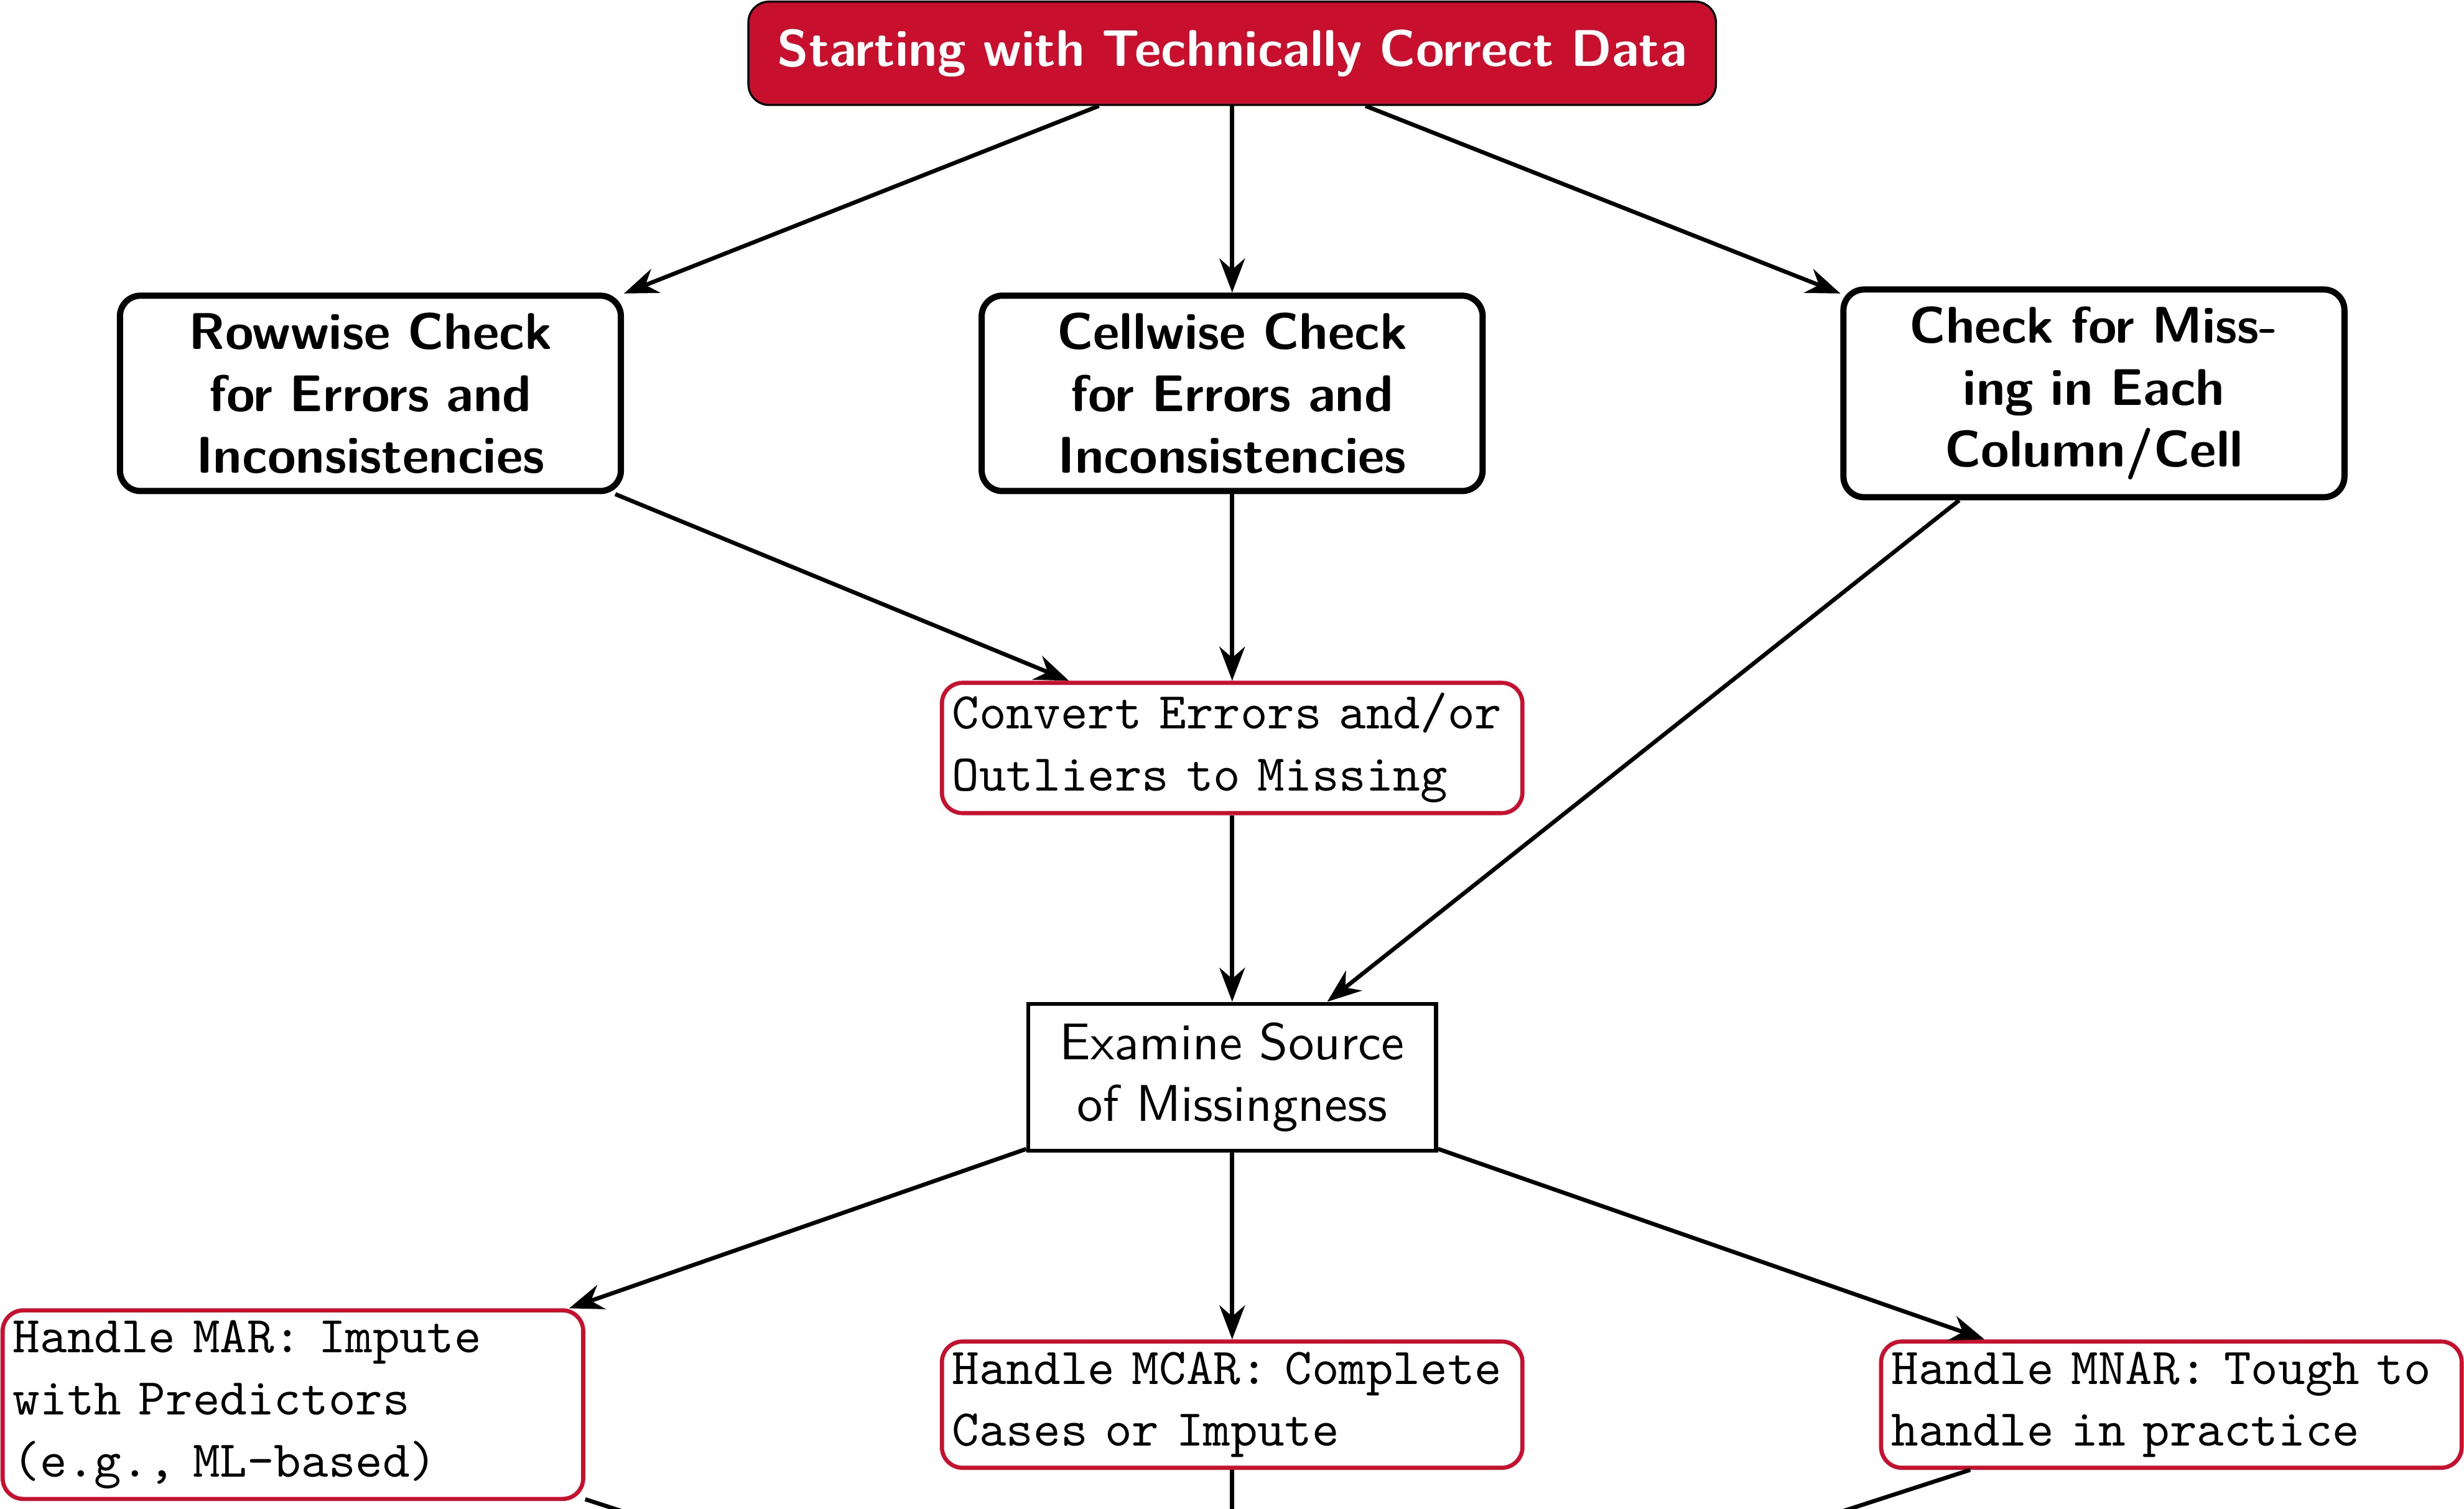 Starting with Technically Correct Data
Rowwise Check
for Errors and
Inconsistencies
Cellwise Check
for Errors and
Inconsistencies
Check for Miss-
ing in Each
Column/Cell
Convert Errors and/or
Outliers to Missing
Examine Source
of Missingness
Handle MAR: Impute
with Predictors
(e.g., ML-based)
Handle MCAR: Complete
Cases or Impute
Handle MNAR: Tough to
handle in practice